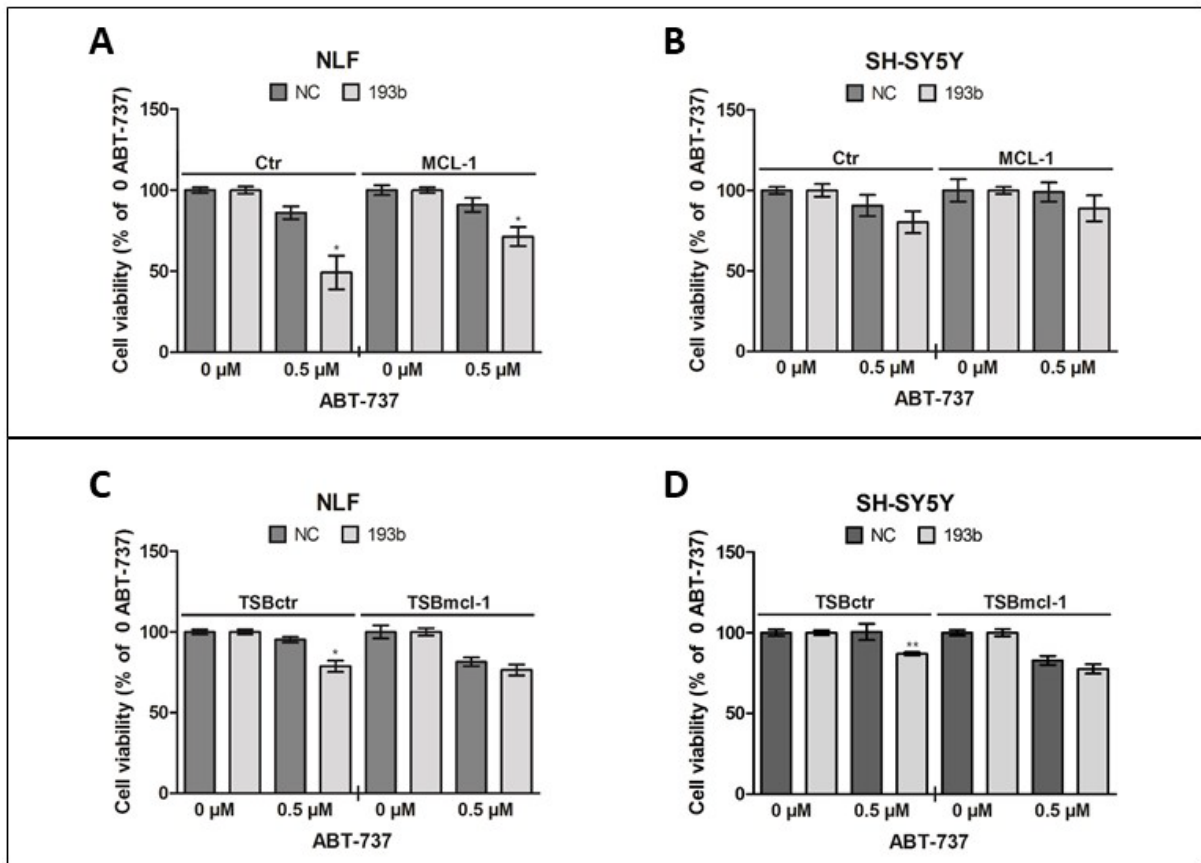 A
NLF
NC 193b
Cell viability (% of 0 ABT-737)
150
100
50
0
Ctr MCL-1
*
*
0 µM 0.5 µM 0 µM 0.5 µM
ABT-737
B
SH-SY5Y
NC 193b
Cell viability (% of 0 ABT-737)
150
100
50
0
Ctr MCL-1
0 µM 0.5 µM 0 µM 0.5 µM
ABT-737
C
NLF
NC 193b
Cell viability (% of 0 ABT-737)
150
100
50
0
TSBctr TSBmcl-1
*
0 µM 0.5 µM 0 µM 0.5 µM
ABT-737
D
SH-SY5Y
NC 193b
Cell viability (% of 0 ABT-737)
150
100
50
0
TSBctr TSBmcl-1
**
0 µM 0.5 µM 0 µM 0.5 µM
ABT-737